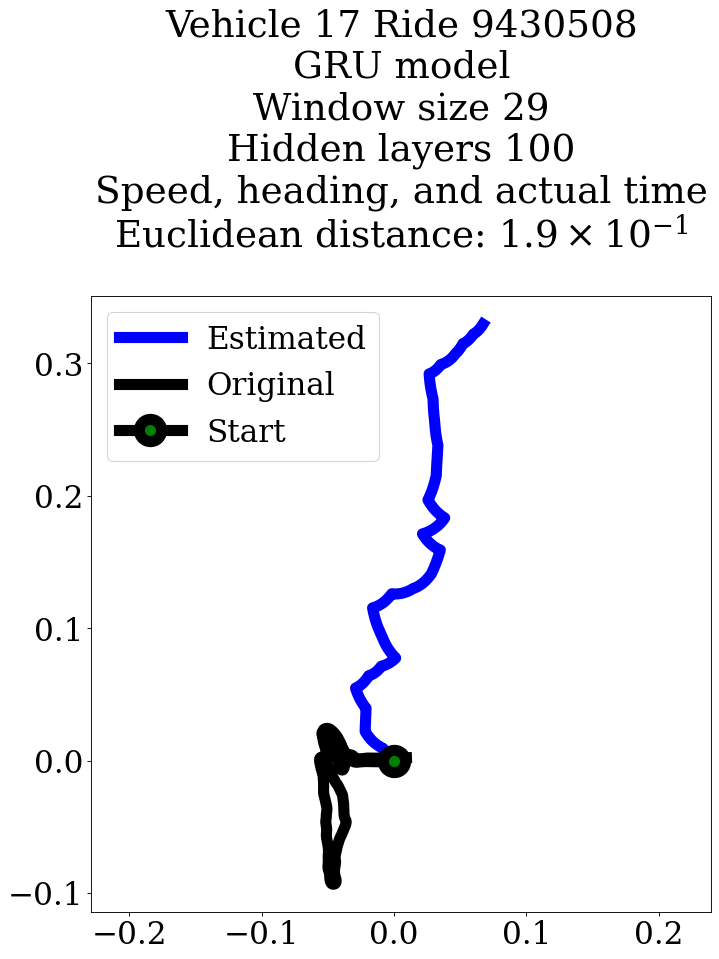 Vehicle 17 Ride 9430508
GRU model
Window size 29
Hidden layers 100
Speed, heading, and actual time
Euclidean distance: 1.9 × 10⁻¹
Estimated
Original
Start
0.3
0.2
0.1
0.0
−0.1
−0.2 −0.1 0.0 0.1 0.2